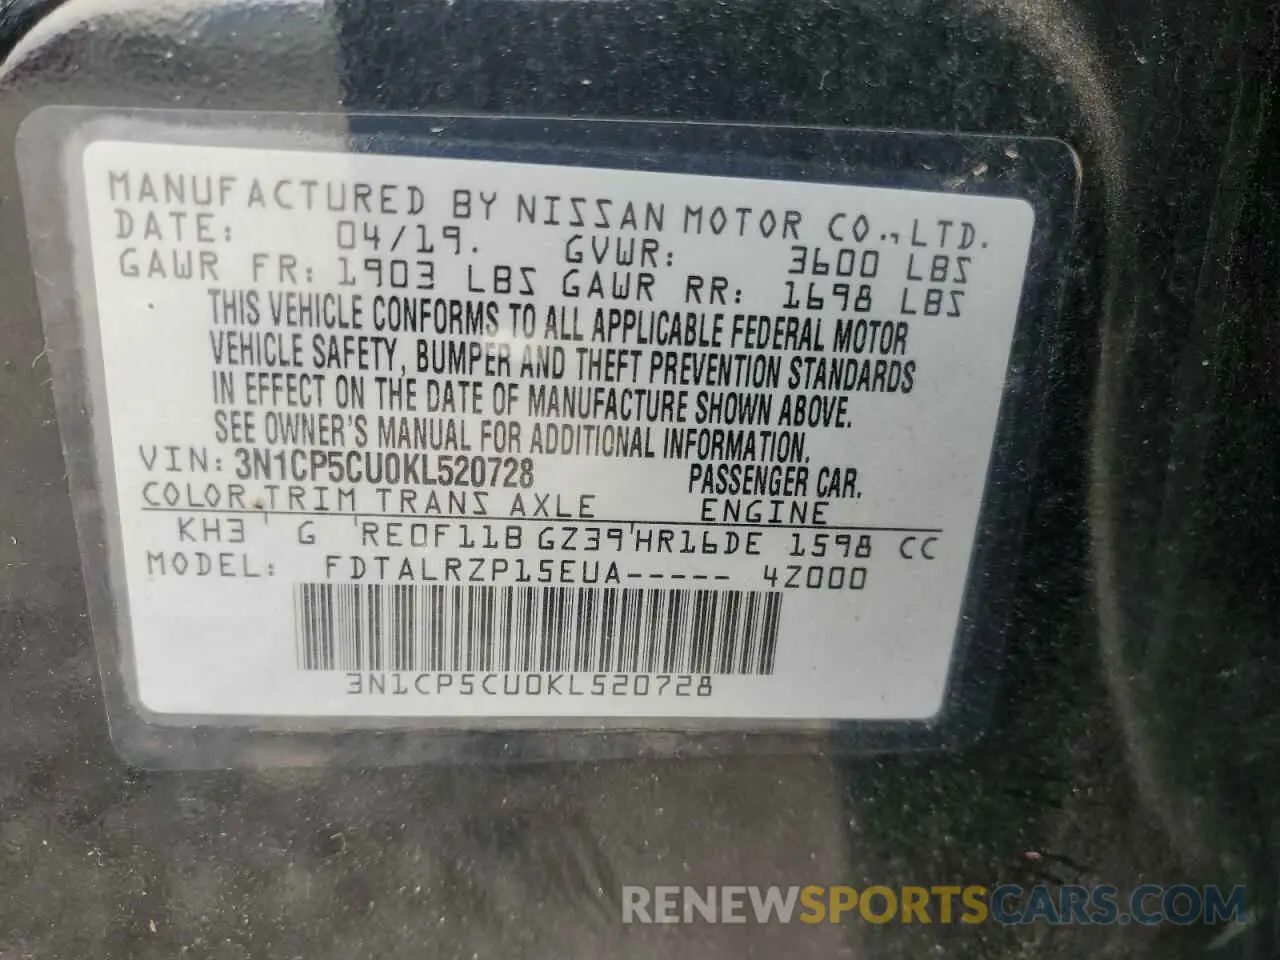 MANUFACTURED BY NISSAN MOTOR CO.,LTD.
DATE: 04/19. GVWR: 3600 LBS
GAWR FR: 1903 LBS GAWR RR: 1698 LBS
THIS VEHICLE CONFORMS TO ALL APPLICABLE FEDERAL MOTOR
VEHICLE SAFETY, BUMPER AND THEFT PREVENTION STANDARDS
IN EFFECT ON THE DATE OF MANUFACTURE SHOWN ABOVE.
SEE OWNER'S MANUAL FOR ADDITIONAL INFORMATION.
VIN: 3N1CP5CU0KL520728 PASSENGER CAR.
COLOR TRIM TRANS AXLE ENGINE
KH3 G RE0F11B GZ39 HR16DE 1598 CC
MODEL: FDTALRZP15EUA----- 4Z000
3N1CP5CU0KL520728
RENEWSPORTSCARS.COM